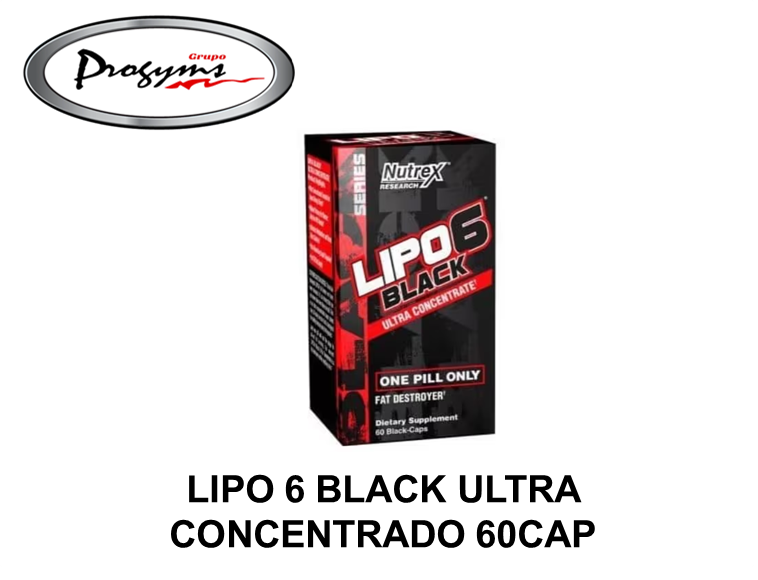 Grupo
Progyms
SERIES
Nutrex
RESEARCH
LIPO6
BLACK
ULTRA CONCENTRATE†
ONE PILL ONLY
FAT DESTROYER†
Dietary Supplement
60 Black-Caps
LIPO 6 BLACK ULTRA
CONCENTRADO 60CAP